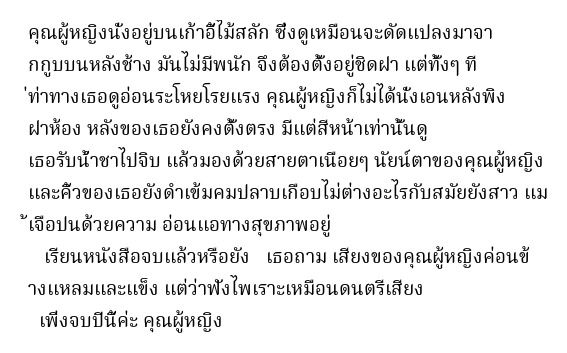 คุณผู้หญิงนั่งอยู่บนเก้าอี้ไม้สลัก ซึ่งดูเหมือนจะดัดแปลงมาจา
กกูบบนหลังช้าง มันไม่มีพนัก จึงต้องตั้งอยู่ชิดฝา แต่ทั้งๆ ที
่ท่าทางเธอดูอ่อนระโหยโรยแรง คุณผู้หญิงก็ไม่ได้นั่งเอนหลังพิง
ฝาห้อง หลังของเธอยังคงตั้งตรง มีแต่สีหน้าเท่านั้นดู
เธอรับน้ำชาไปจิบ แล้วมองด้วยสายตาเนือยๆ นัยน์ตาของคุณผู้หญิง
และคิ้วของเธอยังดำเข้มคมปลาบเกือบไม่ต่างอะไรกับสมัยยังสาว แม
้เจือปนด้วยความ อ่อนแอทางสุขภาพอยู่
เรียนหนังสือจบแล้วหรือยัง เธอถาม เสียงของคุณผู้หญิงค่อนข้
างแหลมและแข็ง แต่ว่าฟังไพเราะเหมือนดนตรีเสียง
เพิ่งจบปีนี้ค่ะ คุณผู้หญิง